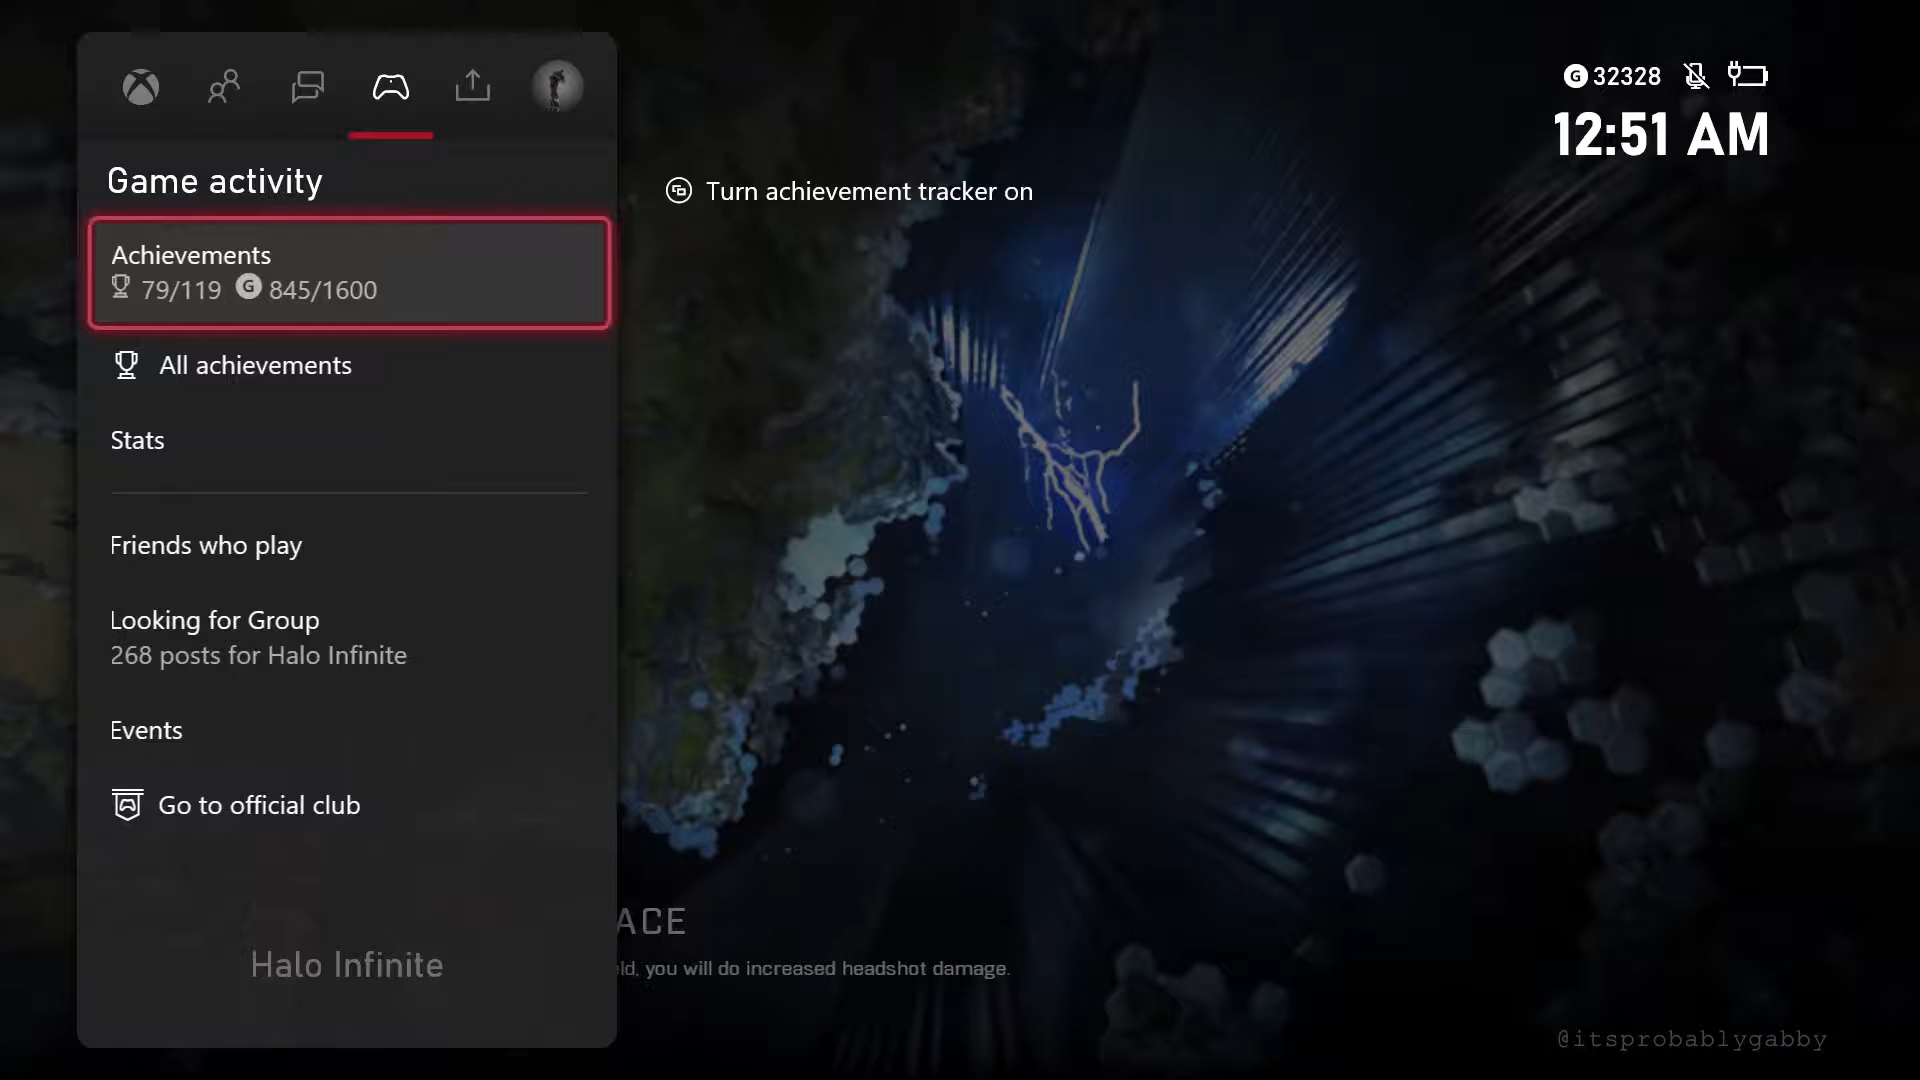 G 32328
12:51 AM
Game activity
Turn achievement tracker on
Achievements
79/119 G 845/1600
All achievements
Stats
Friends who play
Looking for Group
268 posts for Halo Infinite
Events
Go to official club
ACE
Halo Infinite
you will do increased headshot damage.
@itsprobablygabby